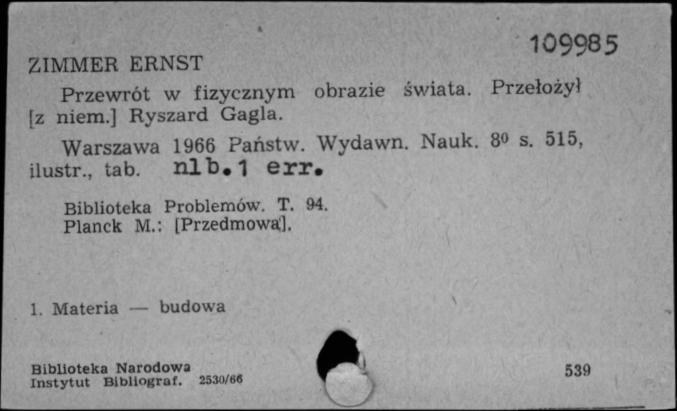 109985
ZIMMER ERNST
Przewrót w fizycznym obrazie świata. Przełożył
[z niem.] Ryszard Gagla.
Warszawa 1966 Państw. Wydawn. Nauk. 8⁰ s. 515,
ilustr., tab. nlb.1 err.
Biblioteka Problemów. T. 94.
Planck M.: [Przedmowa].
1. Materia — budowa
Biblioteka Narodowa 539
Instytut Bibliograf. 2530/66